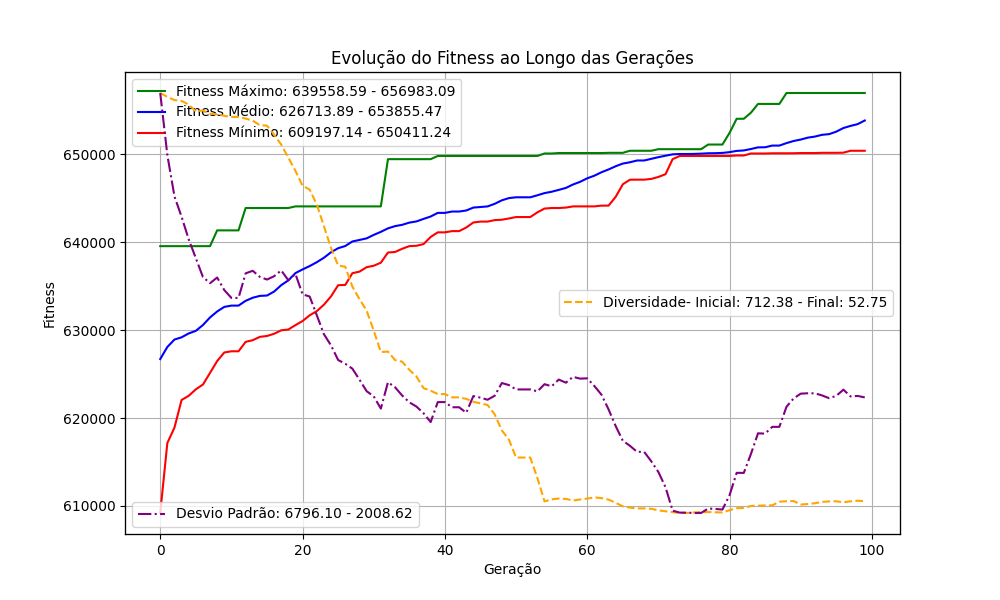 Evolução do Fitness ao Longo das Gerações
Fitness Máximo: 639558.59 - 656983.09
Fitness Médio: 626713.89 - 653855.47
Fitness Mínimo: 609197.14 - 650411.24
650000
640000
Fitness
Diversidade- Inicial: 712.38 - Final: 52.75
630000
620000
610000
Desvio Padrão: 6796.10 - 2008.62
0
20
40
60
80
100
Geração